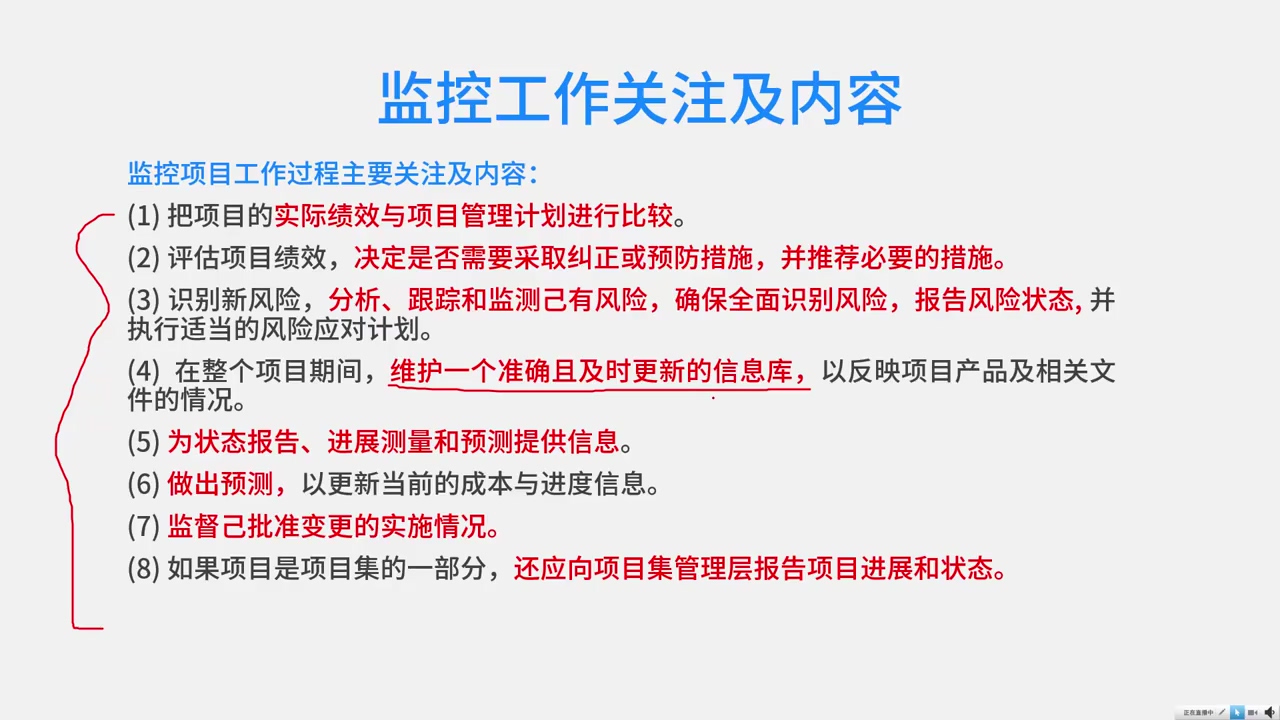 监控工作关注及内容
监控项目工作过程主要关注及内容：
(1) 把项目的实际绩效与项目管理计划进行比较。
(2) 评估项目绩效，决定是否需要采取纠正或预防措施，并推荐必要的措施。
(3) 识别新风险，分析、跟踪和监测己有风险，确保全面识别风险，报告风险状态, 并
执行适当的风险应对计划。
(4) 在整个项目期间，维护一个准确且及时更新的信息库，以反映项目产品及相关文
件的情况。
(5) 为状态报告、进展测量和预测提供信息。
(6) 做出预测，以更新当前的成本与进度信息。
(7) 监督己批准变更的实施情况。
(8) 如果项目是项目集的一部分，还应向项目集管理层报告项目进展和状态。
正在直播中